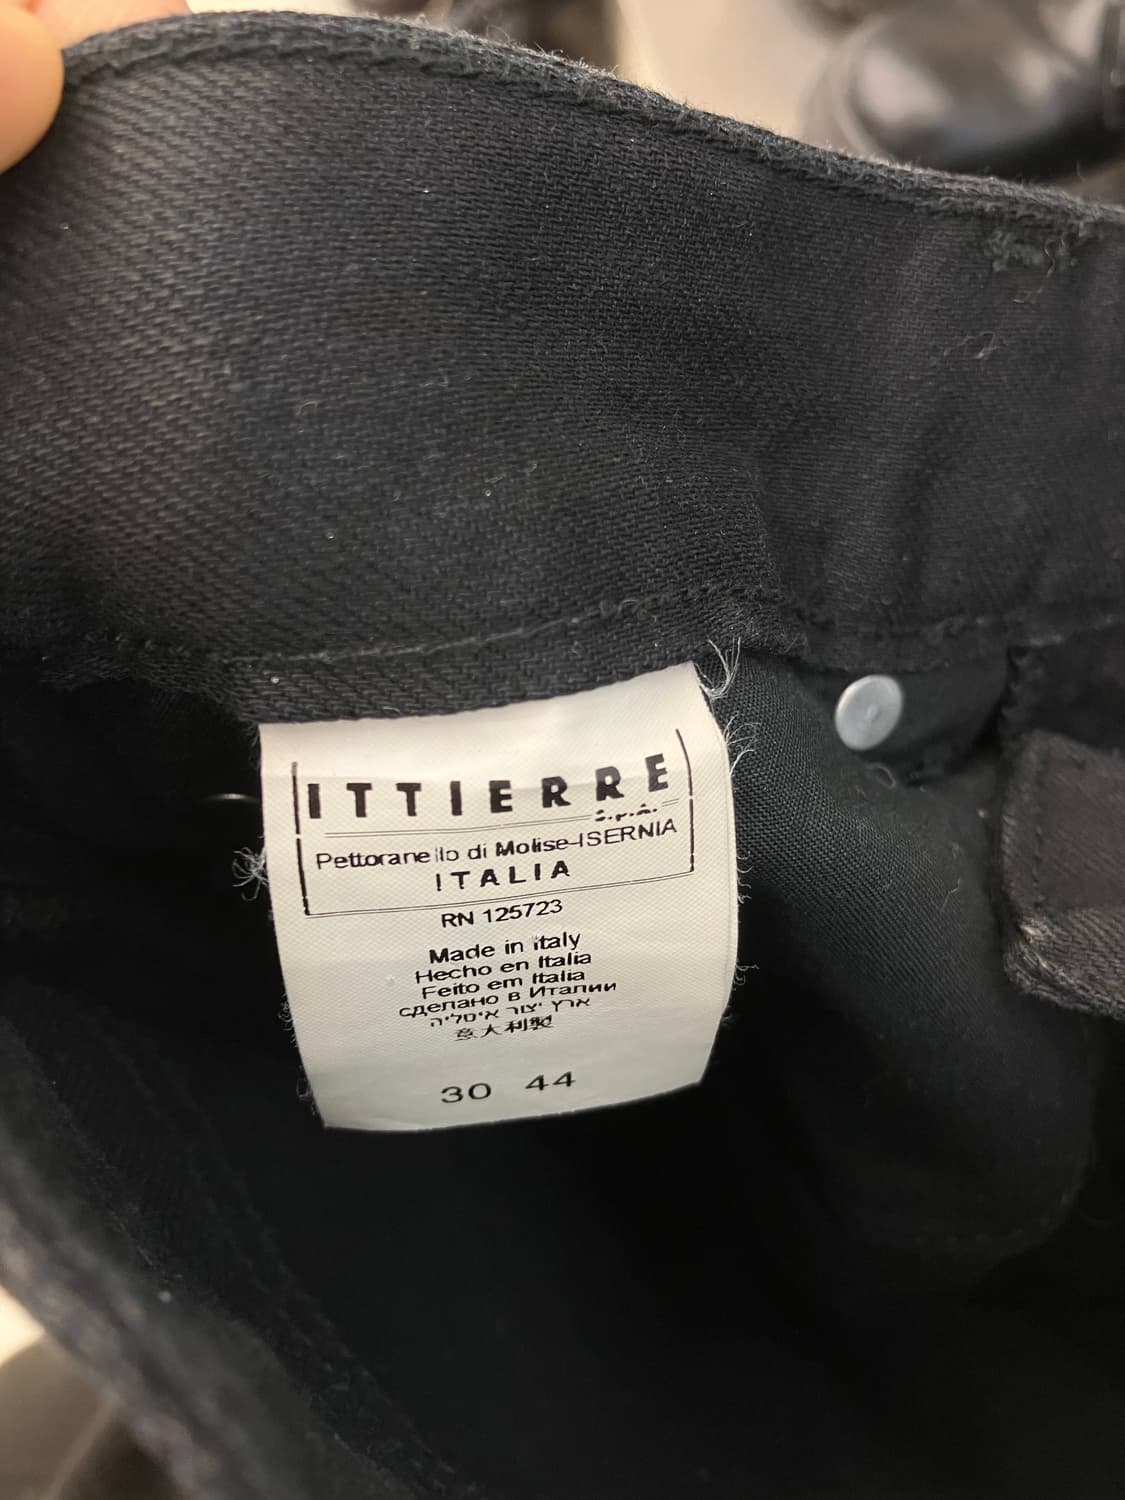 ITTIERRE
S.p.A.
Pettoranello di Molise-ISERNIA
ITALIA
RN 125723
Made in italy
Hecho en Italia
Feito em Italia
сделано в Италии
ארץ יצור איטליה
意大利製
30 44